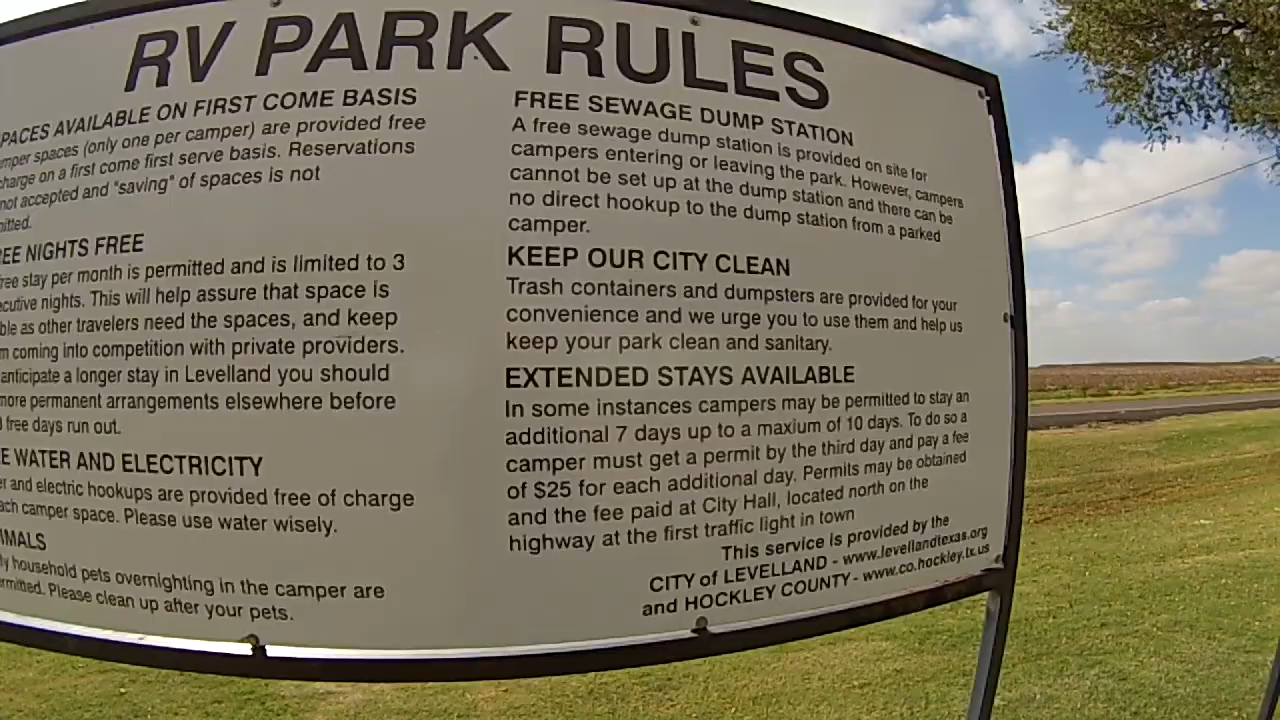 RV PARK RULES
PACES AVAILABLE ON FIRST COME BASIS
mper spaces (only one per camper) are provided free
charge on a first come first serve basis. Reservations
not accepted and "saving" of spaces is not
itted.
EE NIGHTS FREE
ree stay per month is permitted and is limited to 3
ecutive nights. This will help assure that space is
ble as other travelers need the spaces, and keep
m coming into competition with private providers.
anticipate a longer stay in Levelland you should
more permanent arrangements elsewhere before
free days run out.
E WATER AND ELECTRICITY
er and electric hookups are provided free of charge
ach camper space. Please use water wisely.
IMALS
ly household pets overnighting in the camper are
ermitted. Please clean up after your pets.
FREE SEWAGE DUMP STATION
A free sewage dump station is provided on site for
campers entering or leaving the park. However, campers
cannot be set up at the dump station and there can be
no direct hookup to the dump station from a parked
camper.
KEEP OUR CITY CLEAN
Trash containers and dumpsters are provided for your
convenience and we urge you to use them and help us
keep your park clean and sanitary.
EXTENDED STAYS AVAILABLE
In some instances campers may be permitted to stay an
additional 7 days up to a maxium of 10 days. To do so a
camper must get a permit by the third day and pay a fee
of $25 for each additional day. Permits may be obtained
and the fee paid at City Hall, located north on the
highway at the first traffic light in town
This service is provided by the
CITY of LEVELLAND - www.levellandtexas.org
and HOCKLEY COUNTY - www.co.hockley.tx.us